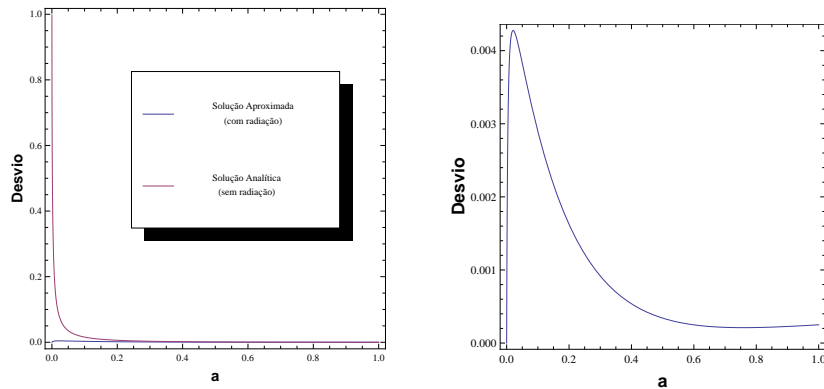 1.0
0.8
0.6
0.4
0.2
0.0
Desvio
Solução Aproximada
(com radiação)
Solução Analítica
(sem radiação)
0.0 0.2 0.4 0.6 0.8 1.0
a
0.004
0.003
0.002
0.001
0.000
Desvio
0.0 0.2 0.4 0.6 0.8 1.0
a